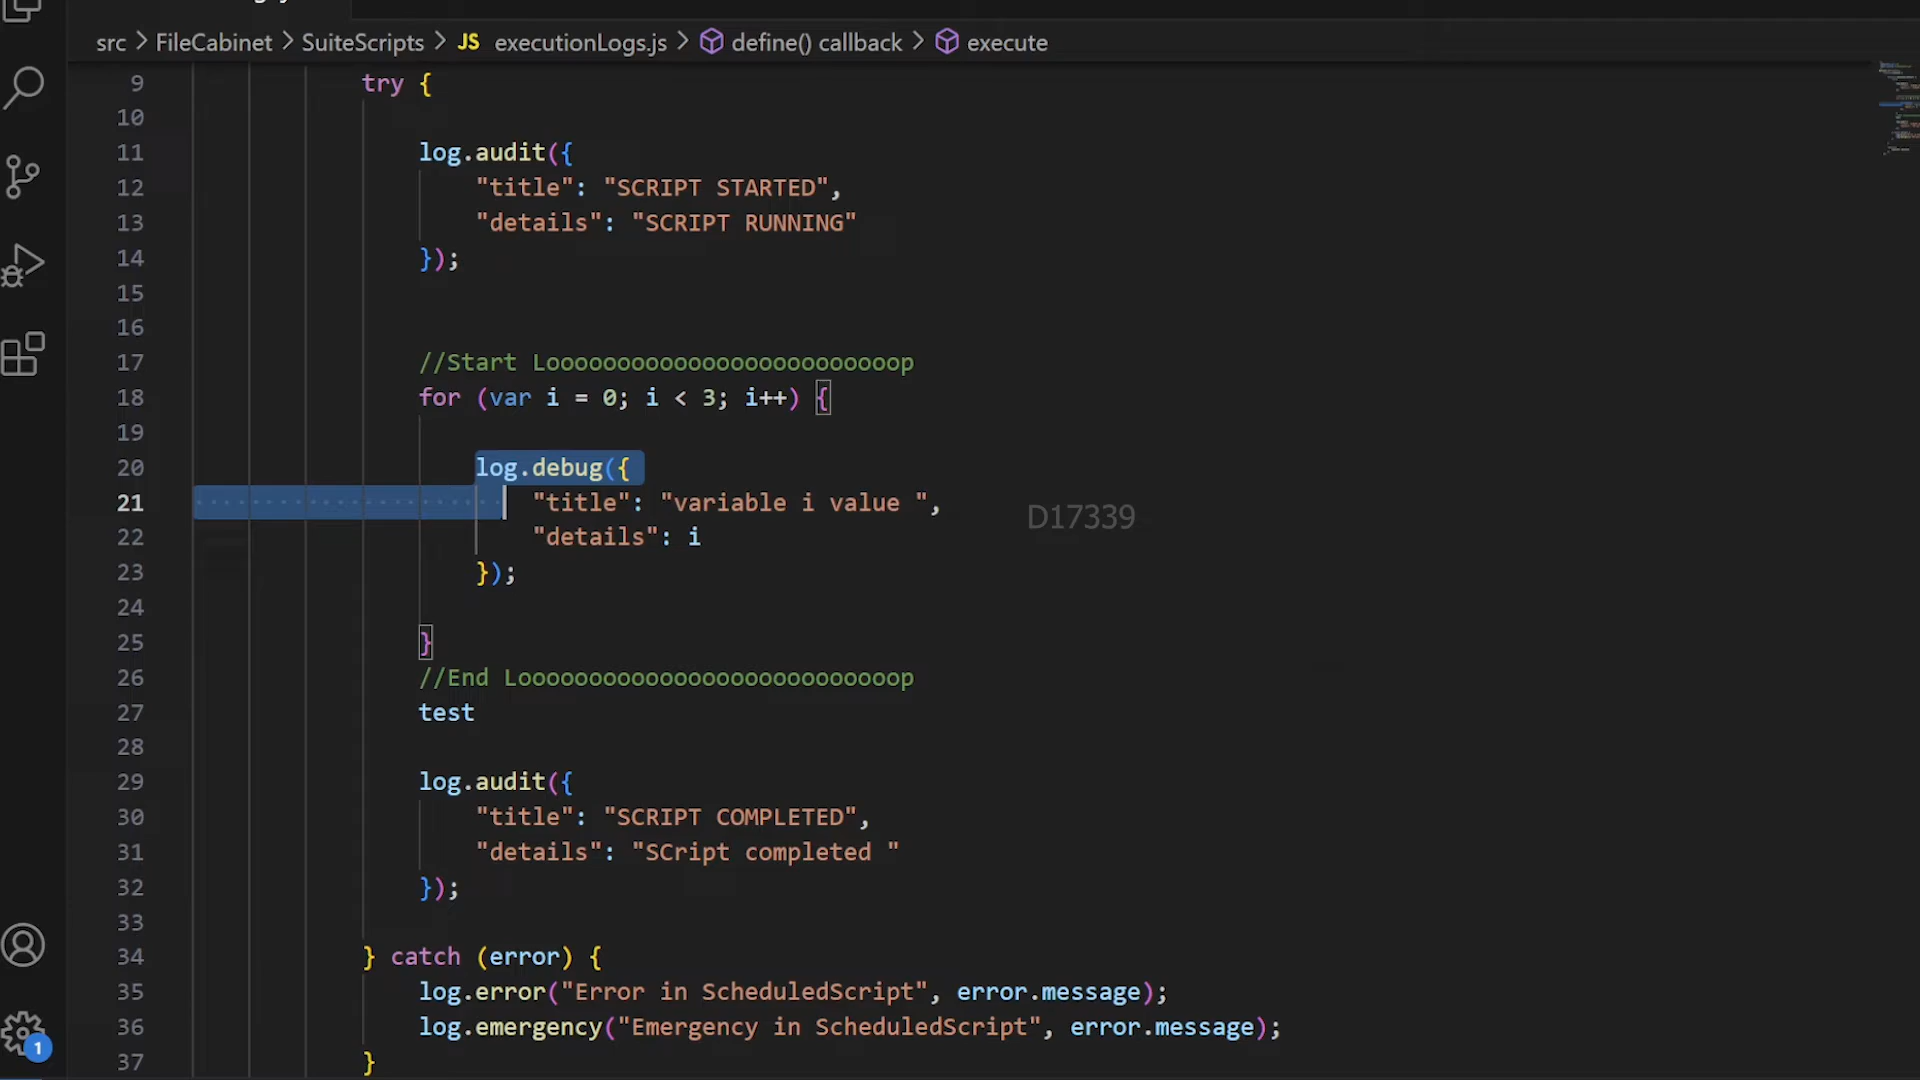 src > FileCabinet > SuiteScripts > JS executionLogs.js > define() callback > execute
9 try {
10
11 log.audit({
12 "title": "SCRIPT STARTED",
13 "details": "SCRIPT RUNNING"
14 });
15
16
17 //Start Looooooooooooooooooooooooop
18 for (var i = 0; i < 3; i++) {
19
20 log.debug({
21 "title": "variable i value ",
D17339
22 "details": i
23 });
24
25 }
26 //End Looooooooooooooooooooooooooop
27 test
28
29 log.audit({
30 "title": "SCRIPT COMPLETED",
31 "details": "SCript completed "
32 });
33
34 } catch (error) {
35 log.error("Error in ScheduledScript", error.message);
36 log.emergency("Emergency in ScheduledScript", error.message);
37 }
1